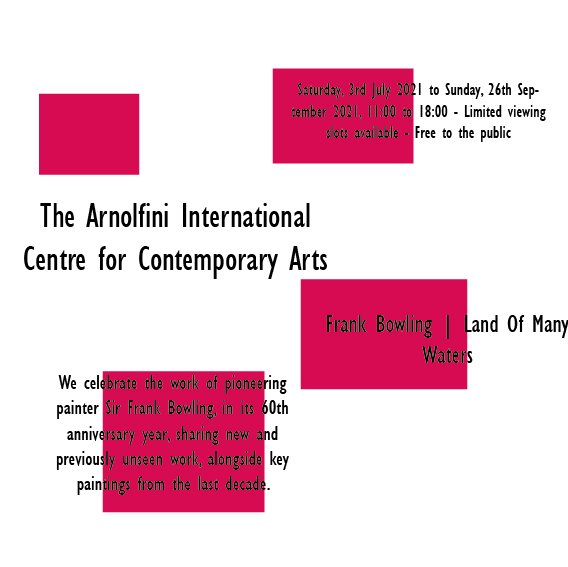 Saturday, 3rd July 2021 to Sunday, 26th Sep-
tember 2021, 11:00 to 18:00 - Limited viewing
slots available - Free to the public
The Arnolfini International
Centre for Contemporary Arts
Frank Bowling | Land Of Many
Waters
We celebrate the work of pioneering
painter Sir Frank Bowling, in its 60th
anniversary year, sharing new and
previously unseen work, alongside key
paintings from the last decade.